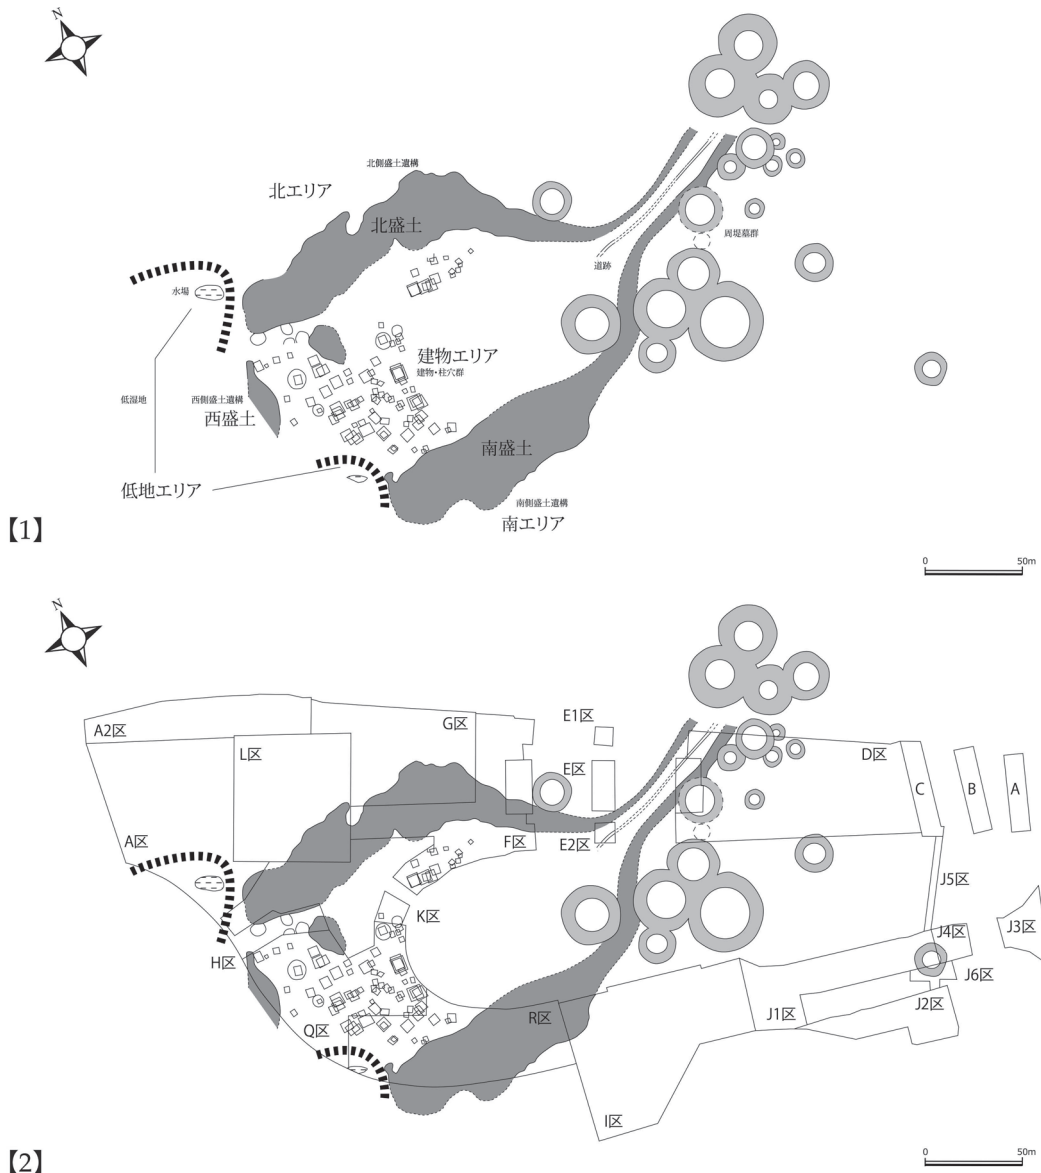 N
北側盛土遺構
北エリア
北盛土
周堤墓群
道跡
水場
建物エリア
建物・柱穴群
低湿地
西側盛土遺構
西盛土
南盛土
低地エリア
南側盛土遺構
南エリア
【1】
0 50m
N
E1区
A2区
G区
L区
D区
E区
C
B
A
A区
F区
E2区
J5区
K区
J4区
J3区
H区
J6区
Q区
R区
J1区
J2区
I区
【2】
0 50m